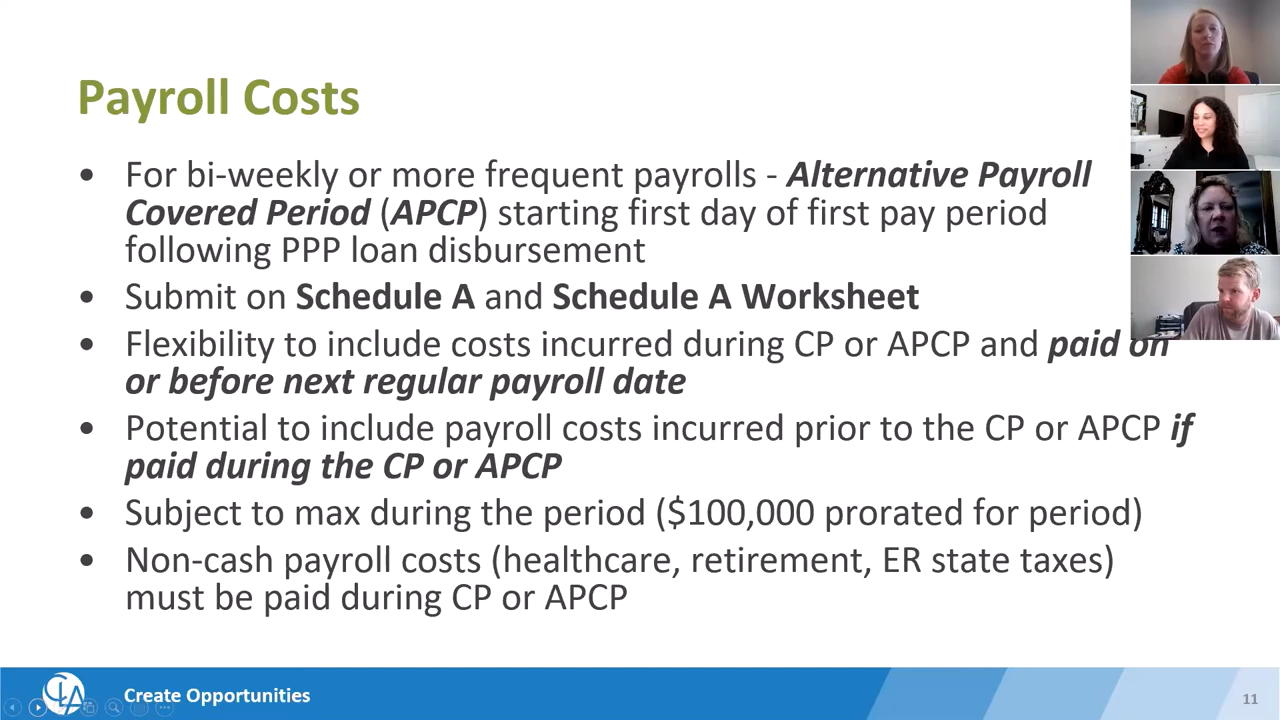 Payroll Costs
• For bi-weekly or more frequent payrolls - Alternative Payroll
Covered Period (APCP) starting first day of first pay period
following PPP loan disbursement
• Submit on Schedule A and Schedule A Worksheet
• Flexibility to include costs incurred during CP or APCP and paid on
or before next regular payroll date
• Potential to include payroll costs incurred prior to the CP or APCP if
paid during the CP or APCP
• Subject to max during the period ($100,000 prorated for period)
• Non-cash payroll costs (healthcare, retirement, ER state taxes)
must be paid during CP or APCP
CLA
Create Opportunities
11